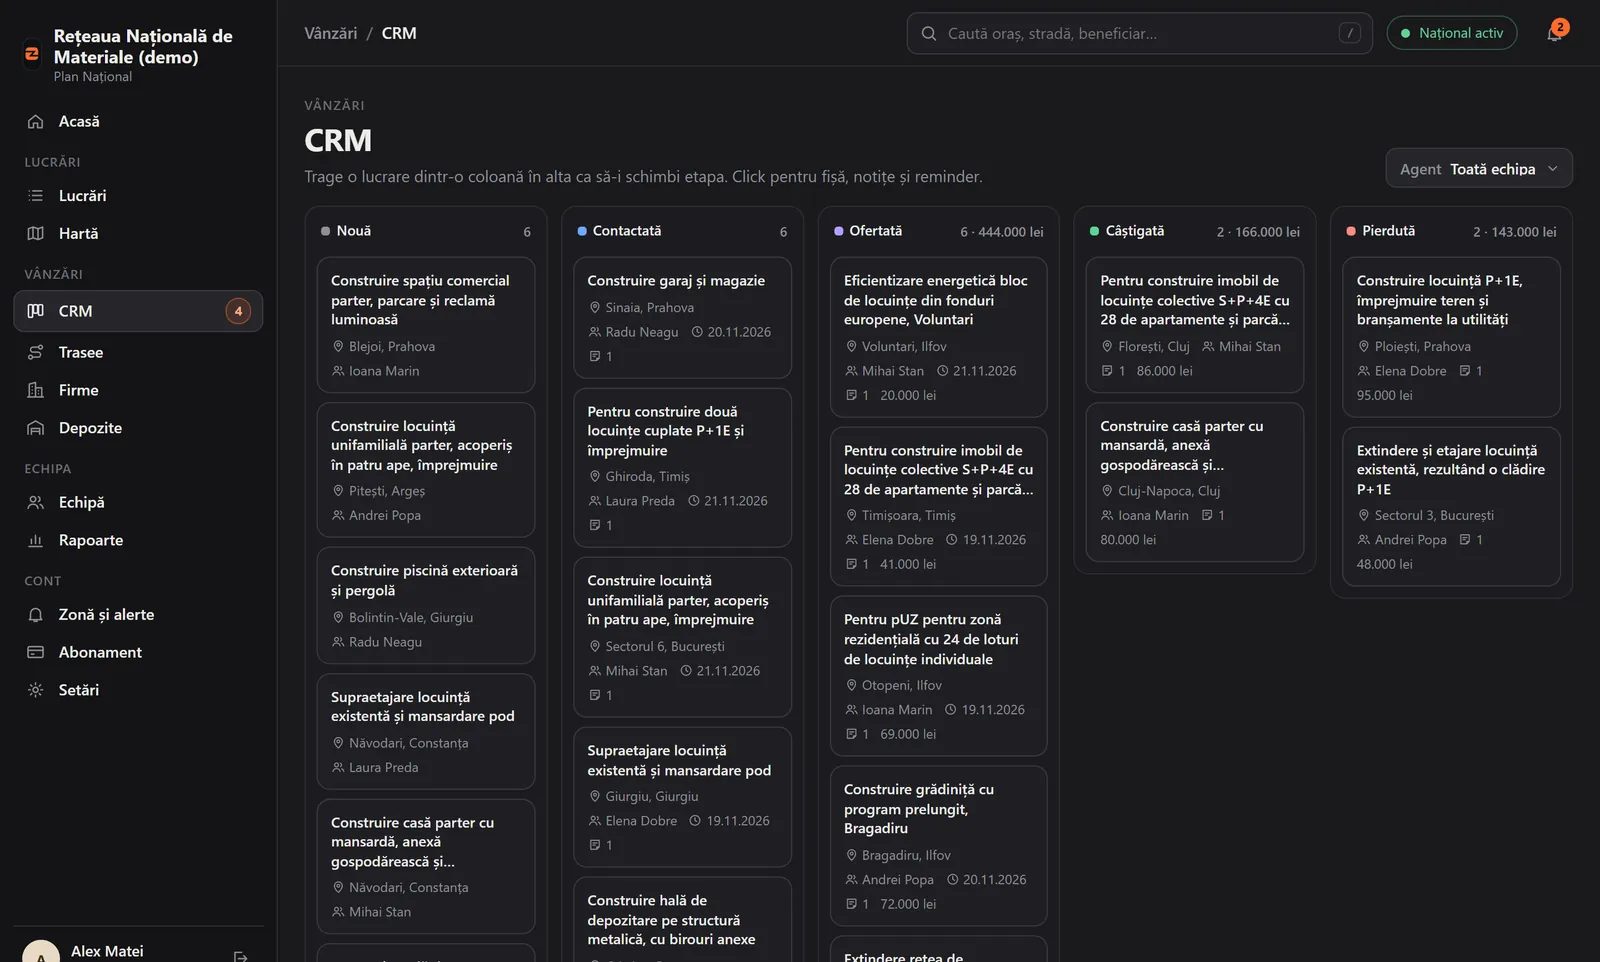 Rețeaua Națională de
Materiale (demo)
Plan Național
Acasă
LUCRĂRI
Lucrări
Hartă
VÂNZĂRI
CRM
4
Trasee
Firme
Depozite
ECHIPA
Echipă
Rapoarte
CONT
Zonă și alerte
Abonament
Setări
A
Alex Matei
Vânzări / CRM
Caută oraș, stradă, beneficiar...
/
Național activ
2
VÂNZĂRI
CRM
Trage o lucrare dintr-o coloană în alta ca să-i schimbi etapa. Click pentru fișă, notițe și reminder.
Agent Toată echipa
Nouă 6
Construire spațiu comercial
parter, parcare și reclamă
luminoasă
Blejoi, Prahova
Ioana Marin
Construire locuință
unifamilială parter, acoperiș
în patru ape, împrejmuire
Pitești, Argeș
Andrei Popa
Construire piscină exterioară
și pergolă
Bolintin-Vale, Giurgiu
Radu Neagu
Supraetajare locuință
existentă și mansardare pod
Năvodari, Constanța
Laura Preda
Construire casă parter cu
mansardă, anexă
gospodărească și...
Năvodari, Constanța
Mihai Stan
Contactată 6
Construire garaj și magazie
Sinaia, Prahova
Radu Neagu 20.11.2026
1
Pentru construire două
locuințe cuplate P+1E și
împrejmuire
Ghiroda, Timiș
Laura Preda 21.11.2026
1
Construire locuință
unifamilială parter, acoperiș
în patru ape, împrejmuire
Sectorul 6, București
Mihai Stan 21.11.2026
1
Supraetajare locuință
existentă și mansardare pod
Giurgiu, Giurgiu
Elena Dobre 19.11.2026
1
Construire hală de
depozitare pe structură
metalică, cu birouri anexe
Ofertată 6 · 444.000 lei
Eficientizare energetică bloc
de locuințe din fonduri
europene, Voluntari
Voluntari, Ilfov
Mihai Stan 21.11.2026
1 20.000 lei
Pentru construire imobil de
locuințe colective S+P+4E cu
28 de apartamente și parcă...
Timișoara, Timiș
Elena Dobre 19.11.2026
1 41.000 lei
Pentru pUZ pentru zonă
rezidențială cu 24 de loturi
de locuințe individuale
Otopeni, Ilfov
Ioana Marin 19.11.2026
1 69.000 lei
Construire grădiniță cu
program prelungit,
Bragadiru
Bragadiru, Ilfov
Andrei Popa 20.11.2026
1 72.000 lei
Extindere rețea de
Câștigată 2 · 166.000 lei
Pentru construire imobil de
locuințe colective S+P+4E cu
28 de apartamente și parcă...
Florești, Cluj Mihai Stan
1 86.000 lei
Construire casă parter cu
mansardă, anexă
gospodărească și...
Cluj-Napoca, Cluj
Ioana Marin 1
80.000 lei
Pierdută 2 · 143.000 lei
Construire locuință P+1E,
împrejmuire teren și
branșamente la utilități
Ploiești, Prahova
Elena Dobre 1
95.000 lei
Extindere și etajare locuință
existentă, rezultând o clădire
P+1E
Sectorul 3, București
Andrei Popa 1
48.000 lei